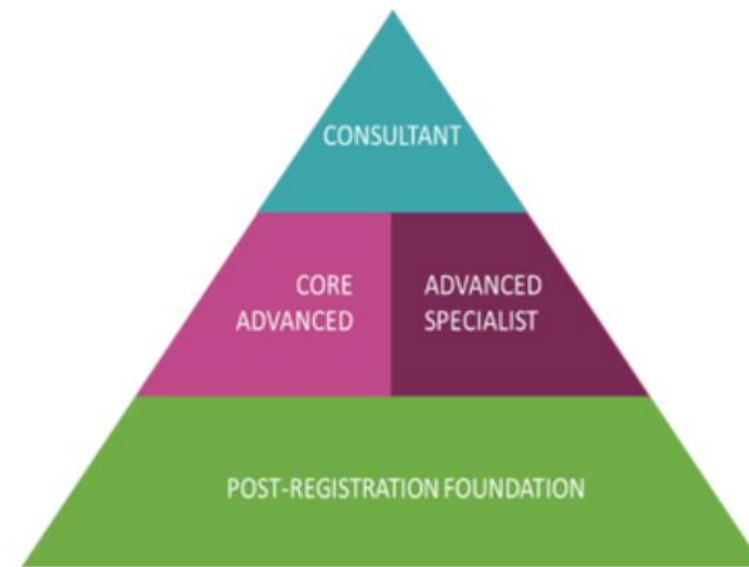 CONSULTANT
CORE
ADVANCED
ADVANCED
SPECIALIST
POST-REGISTRATION FOUNDATION